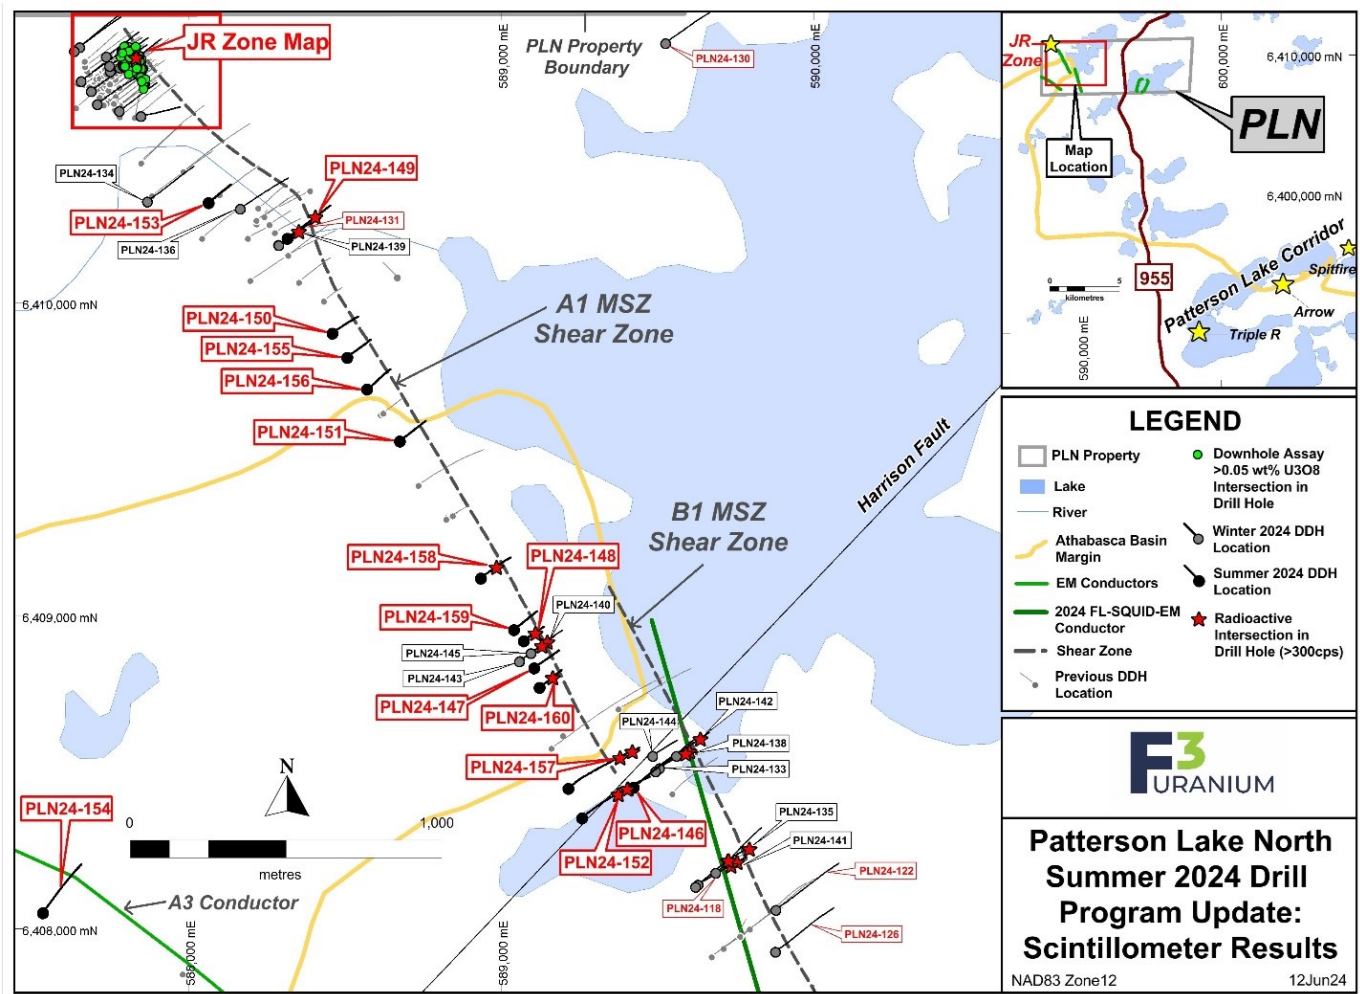 JR Zone Map
PLN Property
Boundary
589,000 mE
590,000 mE
PLN24-130
PLN24-134
PLN24-149
PLN24-153
PLN24-131
PLN24-136
PLN24-139
6,410,000 mN
PLN24-150
PLN24-155
PLN24-156
A1 MSZ
Shear Zone
PLN24-151
Harrison Fault
B1 MSZ
Shear Zone
PLN24-158
PLN24-148
PLN24-140
6,409,000 mN
PLN24-159
PLN24-145
PLN24-143
PLN24-147
PLN24-160
PLN24-142
PLN24-144
PLN24-138
PLN24-133
PLN24-157
N
PLN24-154
0
1,000
metres
PLN24-146
PLN24-152
PLN24-135
PLN24-141
PLN24-122
PLN24-118
PLN24-126
A3 Conductor
6,408,000 mN
588,000 mE
589,000 mE
JR
Zone
600,000 mE
6,410,000 mN
PLN
Map
Location
6,400,000 mN
Patterson Lake Corridor
Spitfire
955
0
5
kilometres
Arrow
Triple R
590,000 mE
LEGEND
PLN Property
Lake
River
Athabasca Basin
Margin
EM Conductors
2024 FL-SQUID-EM
Conductor
Shear Zone
Previous DDH
Location
Downhole Assay
>0.05 wt% U3O8
Intersection in
Drill Hole
Winter 2024 DDH
Location
Summer 2024 DDH
Location
Radioactive
Intersection in
Drill Hole (>300cps)
F3
URANIUM
Patterson Lake North
Summer 2024 Drill
Program Update:
Scintillometer Results
NAD83 Zone12
12Jun24